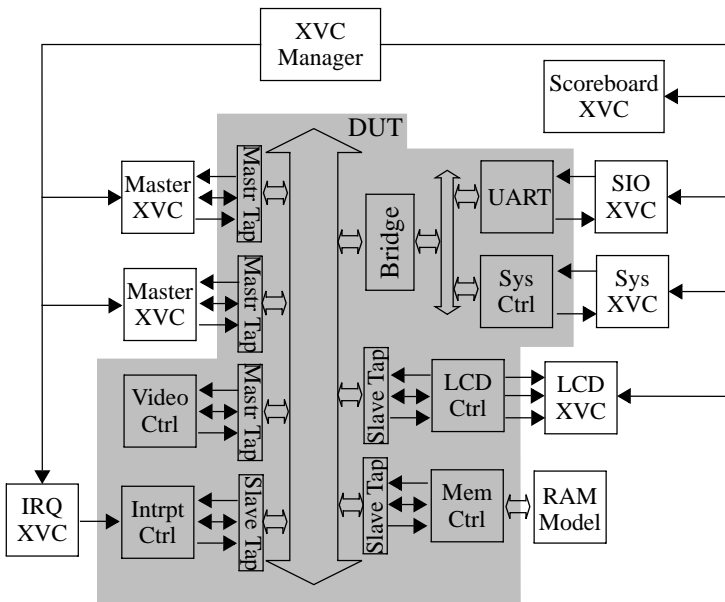 XVC
Manager
Scoreboard
XVC
DUT
Master
XVC
Mastr Tap
Bridge
UART
SIO
XVC
Master
XVC
Mastr Tap
Sys
Ctrl
Sys
XVC
Video
Ctrl
Mastr Tap
Slave Tap
LCD
Ctrl
LCD
XVC
IRQ
XVC
Intrpt
Ctrl
Slave Tap
Slave Tap
Mem
Ctrl
RAM
Model